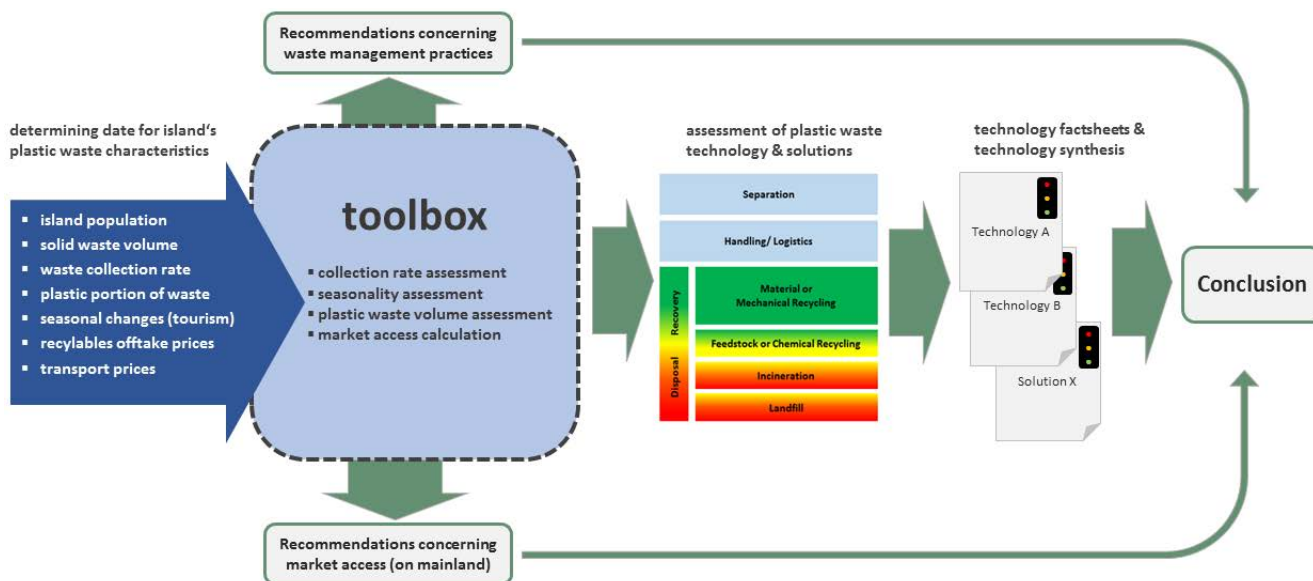 Recommendations concerning
waste management practices
determining date for island's
plastic waste characteristics
▪ island population
▪ solid waste volume
▪ waste collection rate
▪ plastic portion of waste
▪ seasonal changes (tourism)
▪ recylables offtake prices
▪ transport prices
toolbox
▪ collection rate assessment
▪ seasonality assessment
▪ plastic waste volume assessment
▪ market access calculation
assessment of plastic waste
technology & solutions
Separation
Handling/ Logistics
Recovery
Disposal
Material or
Mechanical Recycling
Feedstock or Chemical Recycling
Incineration
Landfill
technology factsheets &
technology synthesis
Technology A
Technology B
Solution X
Conclusion
Recommendations concerning
market access (on mainland)